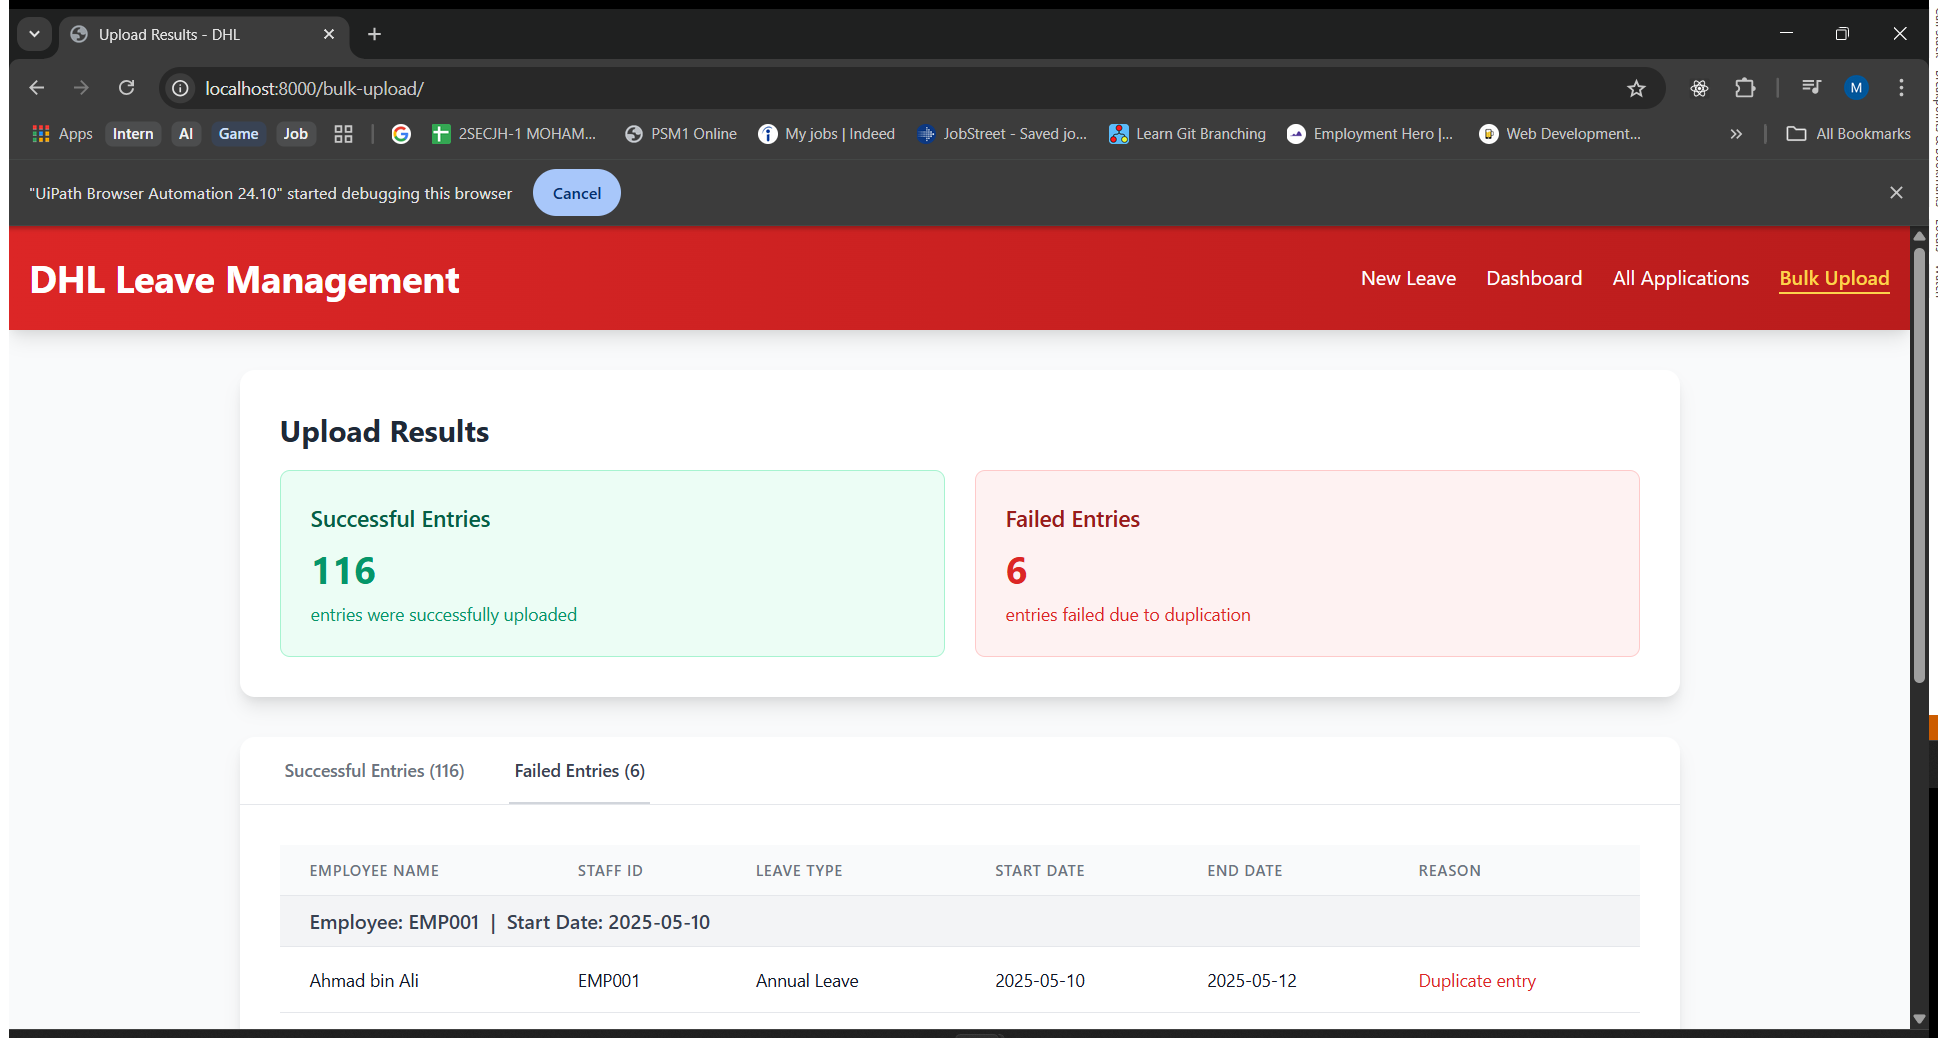 Upload Results - DHL
localhost:8000/bulk-upload/
M
Apps
Intern
AI
Game
Job
2SECJH-1 MOHAM...
PSM1 Online
My jobs | Indeed
JobStreet - Saved jo...
Learn Git Branching
Employment Hero |...
Web Development...
All Bookmarks
"UiPath Browser Automation 24.10" started debugging this browser
Cancel
DHL Leave Management
New Leave
Dashboard
All Applications
Bulk Upload
Upload Results
Successful Entries
116
entries were successfully uploaded
Failed Entries
6
entries failed due to duplication
Successful Entries (116)
Failed Entries (6)
EMPLOYEE NAME STAFF ID LEAVE TYPE START DATE END DATE REASON
Employee: EMP001 | Start Date: 2025-05-10
Ahmad bin Ali EMP001 Annual Leave 2025-05-10 2025-05-12 Duplicate entry